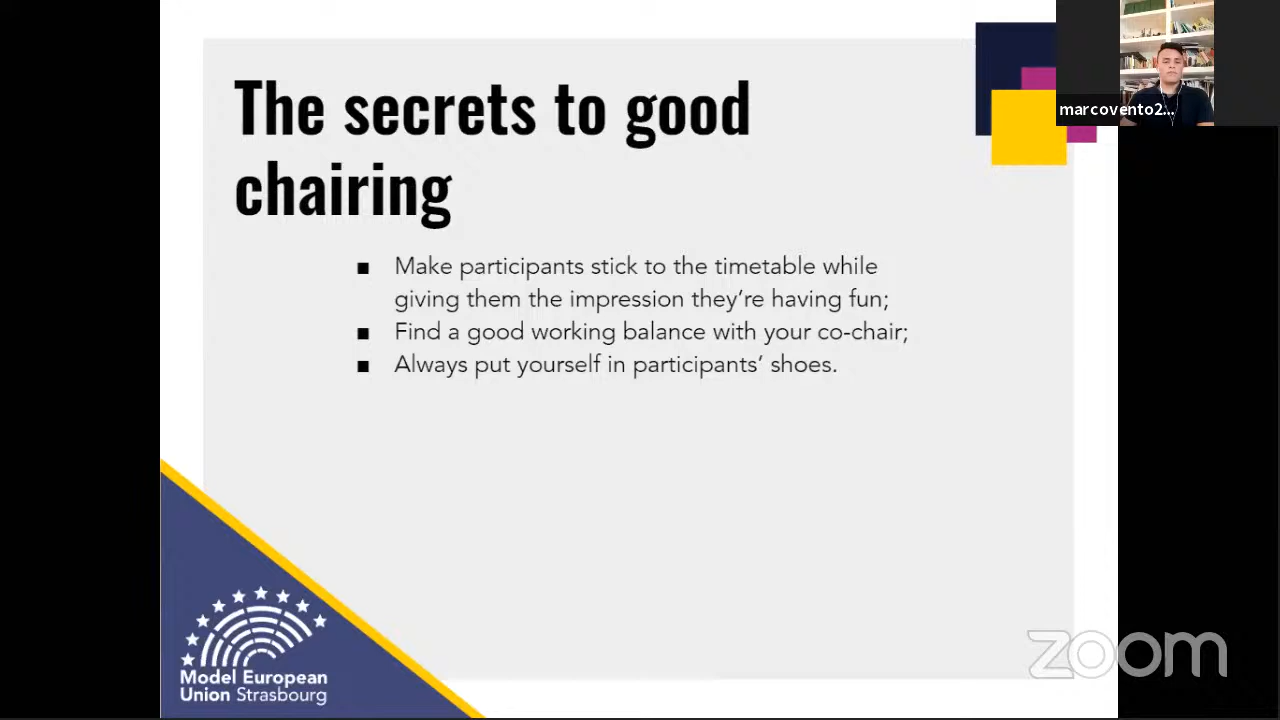 The secrets to good
chairing
■ Make participants stick to the timetable while
giving them the impression they're having fun;
■ Find a good working balance with your co-chair;
■ Always put yourself in participants' shoes.
marcovento2...
Model European
Union Strasbourg
zoom